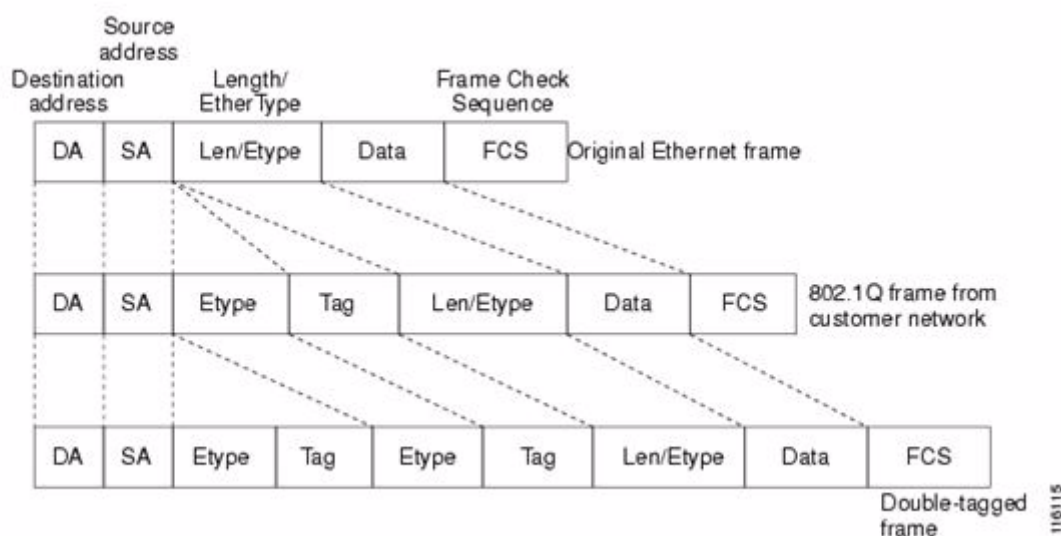 Source
address
Destination
address
Length/
EtherType
Frame Check
Sequence
DA SA Len/Etype Data FCS Original Ethernet frame
DA SA Etype Tag Len/Etype Data FCS 802.1Q frame from
customer network
DA SA Etype Tag Etype Tag Len/Etype Data FCS
Double-tagged
frame
116115